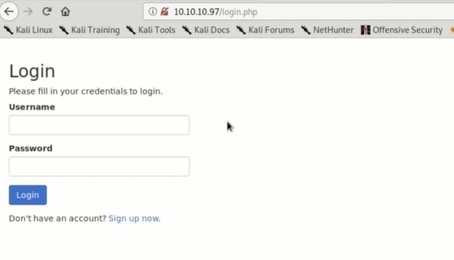 10.10.10.97/login.php
Kali Linux Kali Training Kali Tools Kali Docs Kali Forums NetHunter Offensive Security
Login
Please fill in your credentials to login.
Username
Password
Login
Don't have an account? Sign up now.